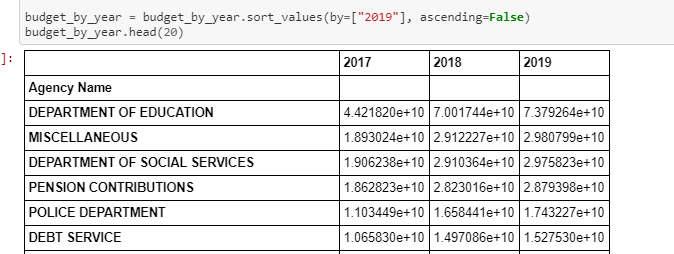 budget_by_year = budget_by_year.sort_values(by=["2019"], ascending=False)
budget_by_year.head(20)
]:
2017 2018 2019
Agency Name
DEPARTMENT OF EDUCATION 4.421820e+10 7.001744e+10 7.379264e+10
MISCELLANEOUS 1.893024e+10 2.912227e+10 2.980799e+10
DEPARTMENT OF SOCIAL SERVICES 1.906238e+10 2.910364e+10 2.975823e+10
PENSION CONTRIBUTIONS 1.862823e+10 2.823016e+10 2.879398e+10
POLICE DEPARTMENT 1.103449e+10 1.658441e+10 1.743227e+10
DEBT SERVICE 1.065830e+10 1.497086e+10 1.527530e+10